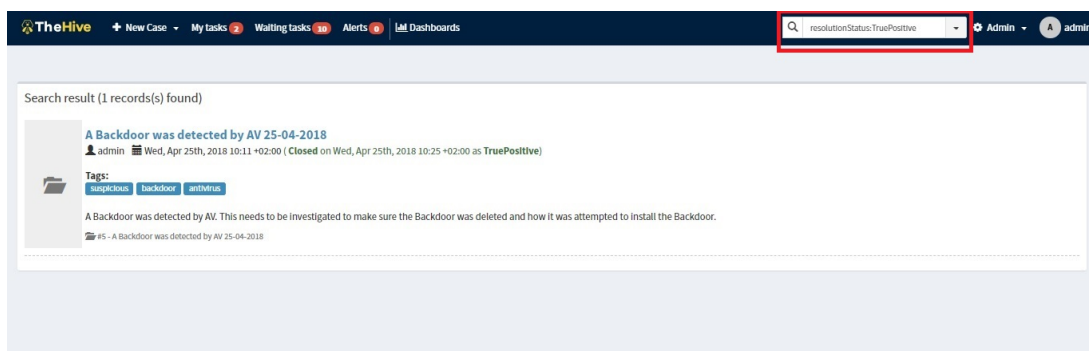 TheHive + New Case My tasks 2 Waiting tasks 10 Alerts 0 Dashboards resolutionStatus:TruePositive Admin A admin
Search result (1 records(s) found)
A Backdoor was detected by AV 25-04-2018
admin Wed, Apr 25th, 2018 10:11 +02:00 ( Closed on Wed, Apr 25th, 2018 10:25 +02:00 as TruePositive)
Tags:
suspicious backdoor antivirus
A Backdoor was detected by AV. This needs to be investigated to make sure the Backdoor was deleted and how it was attempted to install the Backdoor.
#5 - A Backdoor was detected by AV 25-04-2018